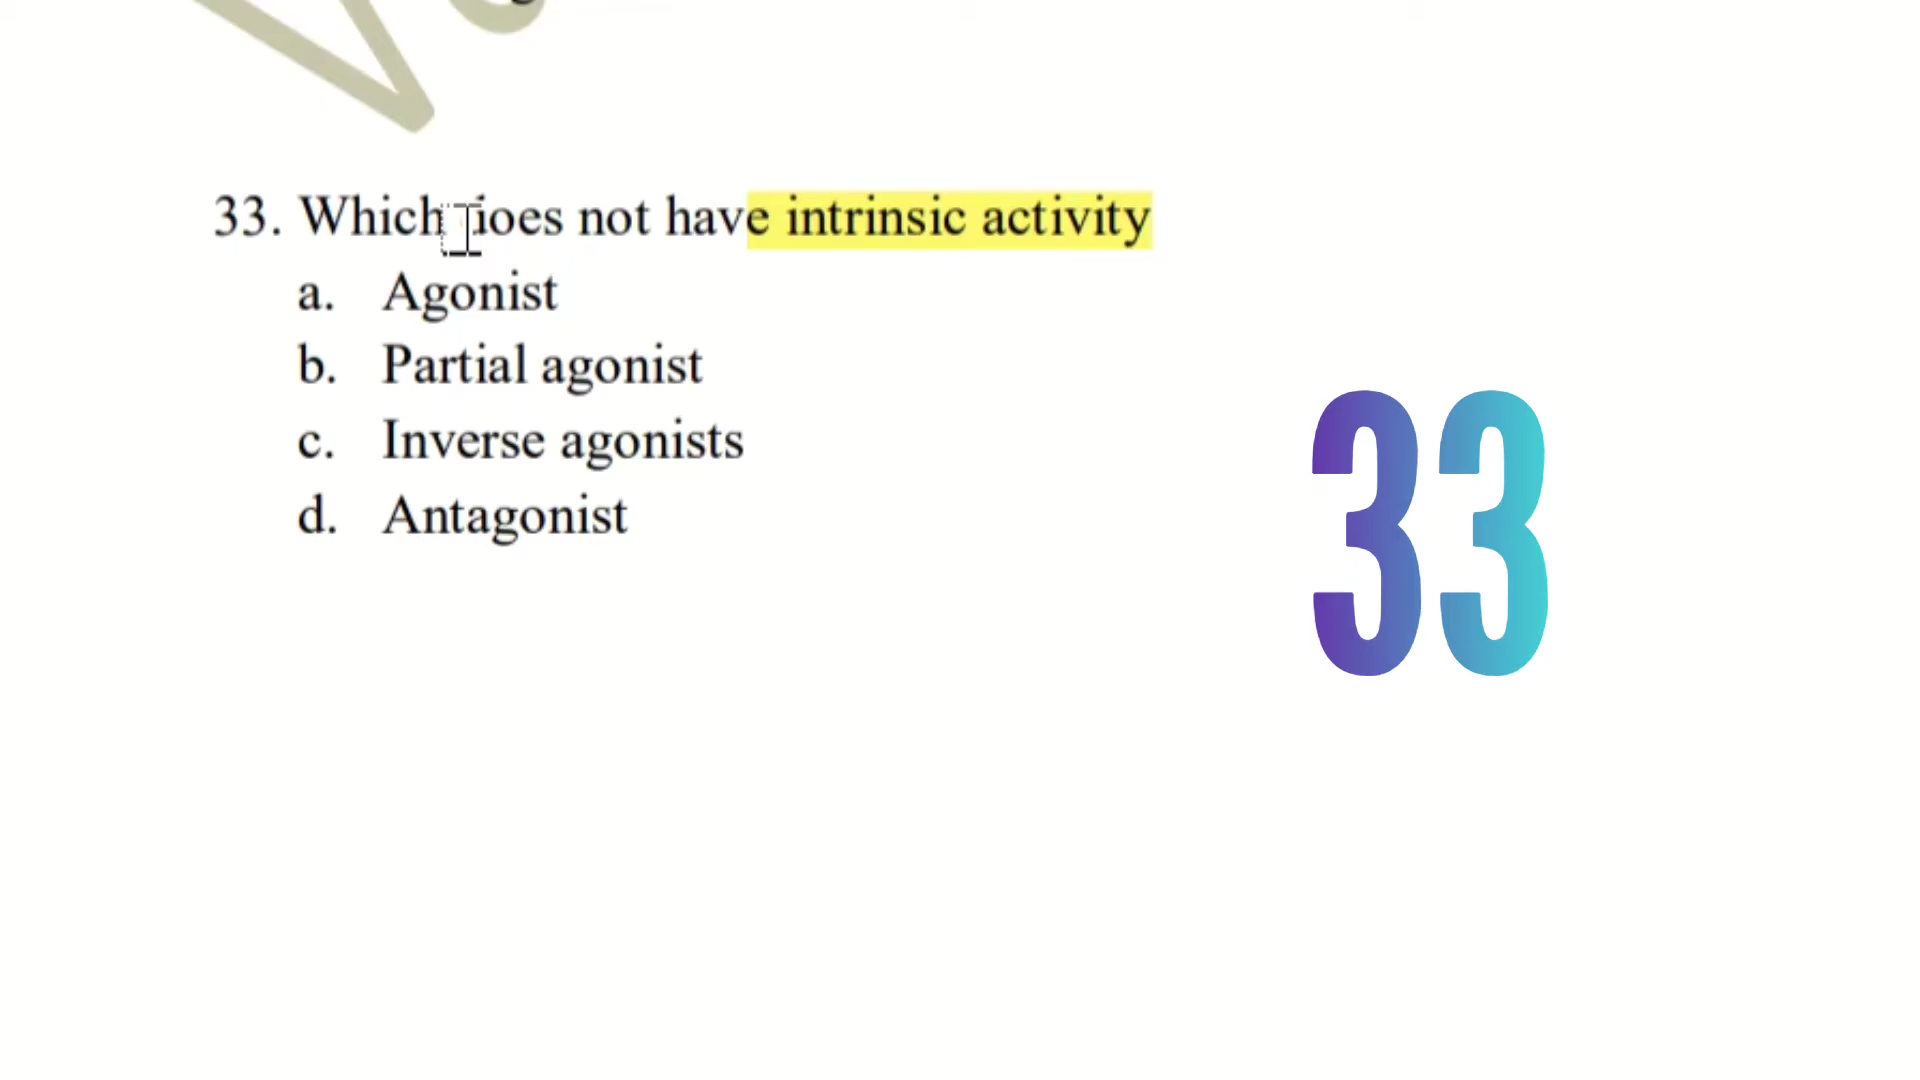 33. Which does not have intrinsic activity
a. Agonist
b. Partial agonist
c. Inverse agonists
d. Antagonist
33